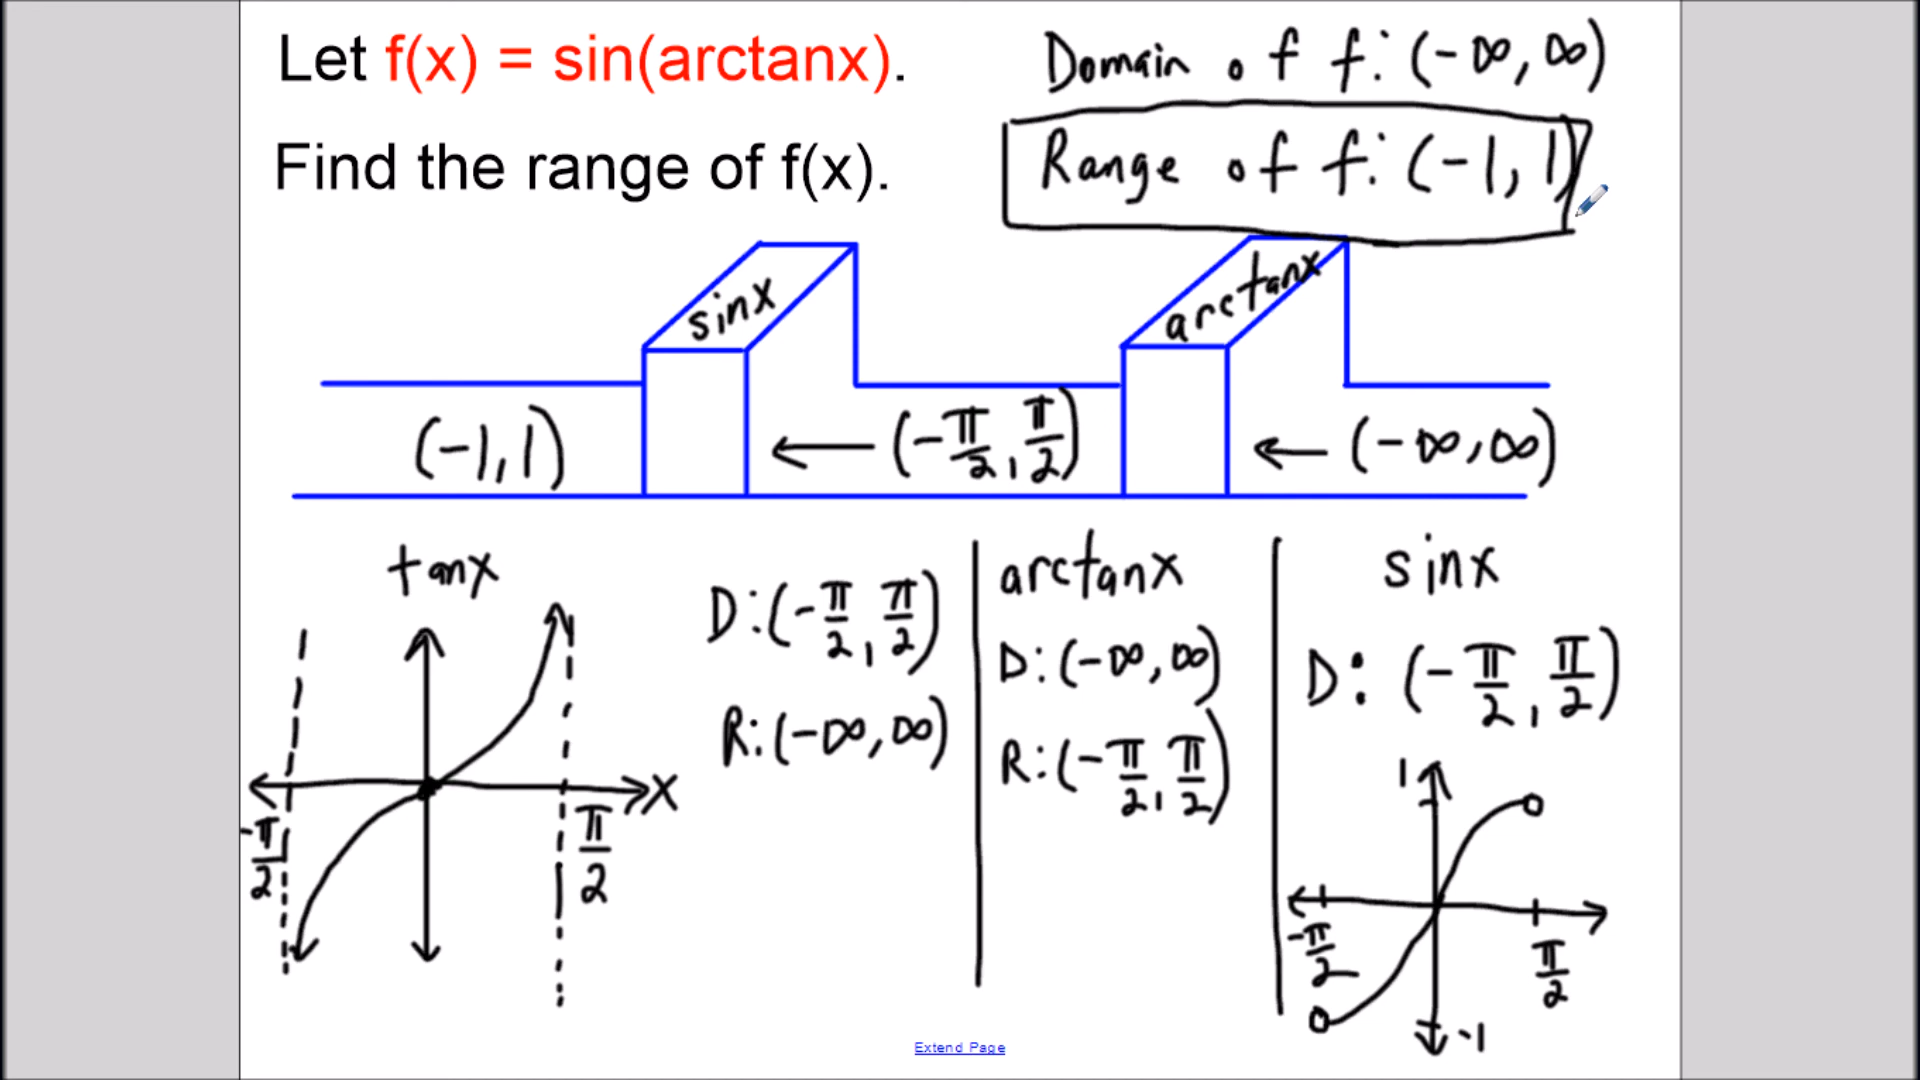 Let f(x) = sin(arctanx).
Find the range of f(x).
Domain of f: (-∞, ∞)
Range of f: (-1, 1)
sinx
arctanx
(-1, 1)
← (-π/2, π/2)
← (-∞, ∞)
tanx
x
-π/2
π/2
D: (-π/2, π/2)
R: (-∞, ∞)
arctanx
D: (-∞, ∞)
R: (-π/2, π/2)
sinx
D: (-π/2, π/2)
1
-π/2
π/2
-1
Extend Page